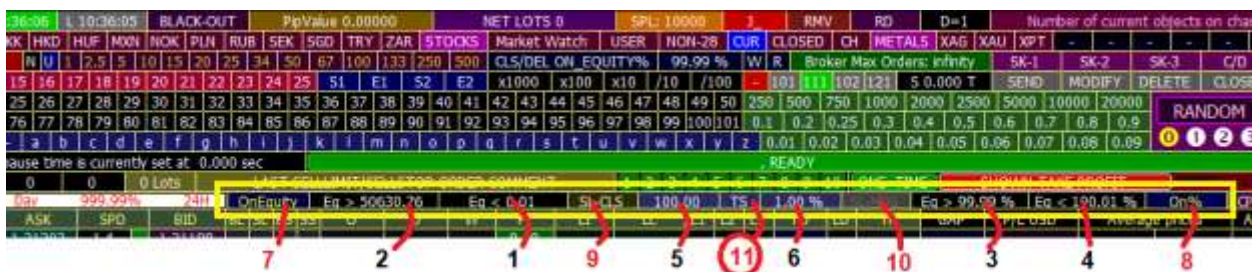 36:06 L 10:36:05 BLACK-OUT PipValue 0.00000 NET LOTS 0 SPL: 10000 J_ RMV RD D=1 Number of current objects on cha
KK HKD HUF MXN NOK PLN RUB SEK SGD TRY ZAR STOCKS Market Watch USER NON-28 CUR CLOSED CH METALS XAG XAU XPT - - - -
N U 1 2.5 5 10 15 20 25 34 50 67 100 133 250 500 CLS/DEL ON_EQUITY% 99.99 % W R Broker Max Orders: infinity SK-1 SK-2 SK-3 C/D
15 16 17 18 19 20 21 22 23 24 25 S1 E1 S2 E2 x1000 x100 x10 /10 /100 - 101 111 102 121 S 0.000 T SEND MODIFY DELETE CLOS
25 26 27 28 29 30 31 32 33 34 35 36 37 38 39 40 41 42 43 44 45 46 47 48 49 50 250 500 750 1000 2000 2500 5000 10000 20000
76 77 78 79 80 81 82 83 84 85 86 87 88 89 90 91 92 93 94 95 96 97 98 99 100 101 0.1 0.2 0.25 0.3 0.4 0.5 0.6 0.7 0.8 0.9 RANDOM
- a b c d e f g h i j k l m n o p q s t u v w x y z 0.01 0.02 0.03 0.04 0.05 0.06 0.07 0.08 0.09 0 1 2 3
ause time is currently set at 0.000 sec , READY
0 0 0 Lots LAST SELLLIMIT/SELLSTOP ORDER COMMENT ONE TIME
Day 999.99% 24H OnEquity Eq > 50630.76 Eq < 0.01 SL-CLS 100.00 TS 1.00 % Eq > 99.99 % Eq < 190.01 % On%
ASK SPD BID
7 2 1 9 5 11 6 10 3 4 8